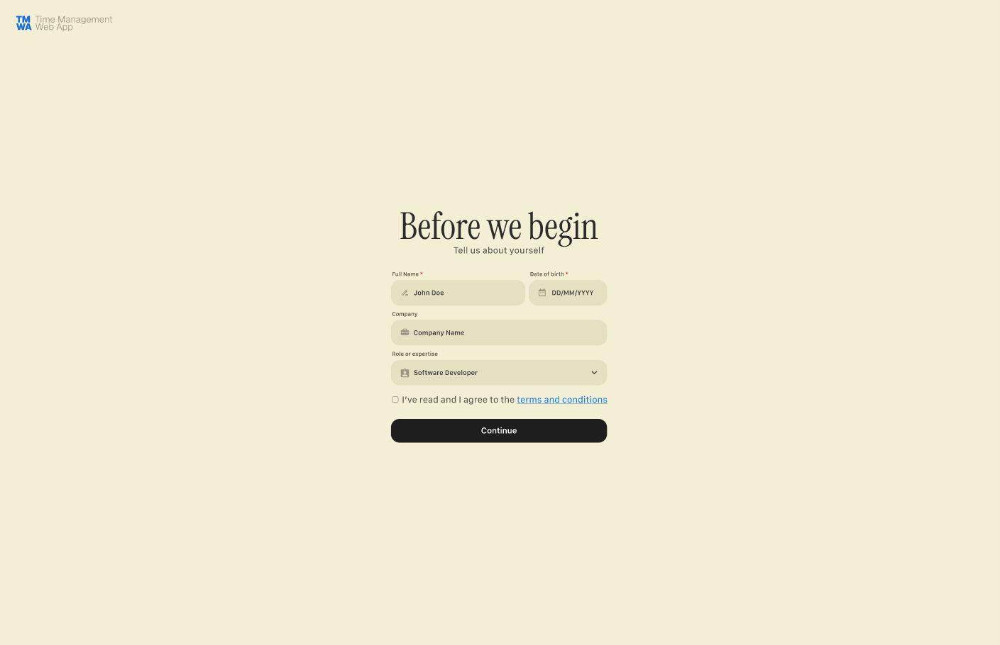 TM
WA
Time Management
Web App
Before we begin
Tell us about yourself
Full Name *
Date of birth *
John Doe
DD/MM/YYYY
Company
Company Name
Role or expertise
Software Developer
I've read and I agree to the terms and conditions
Continue